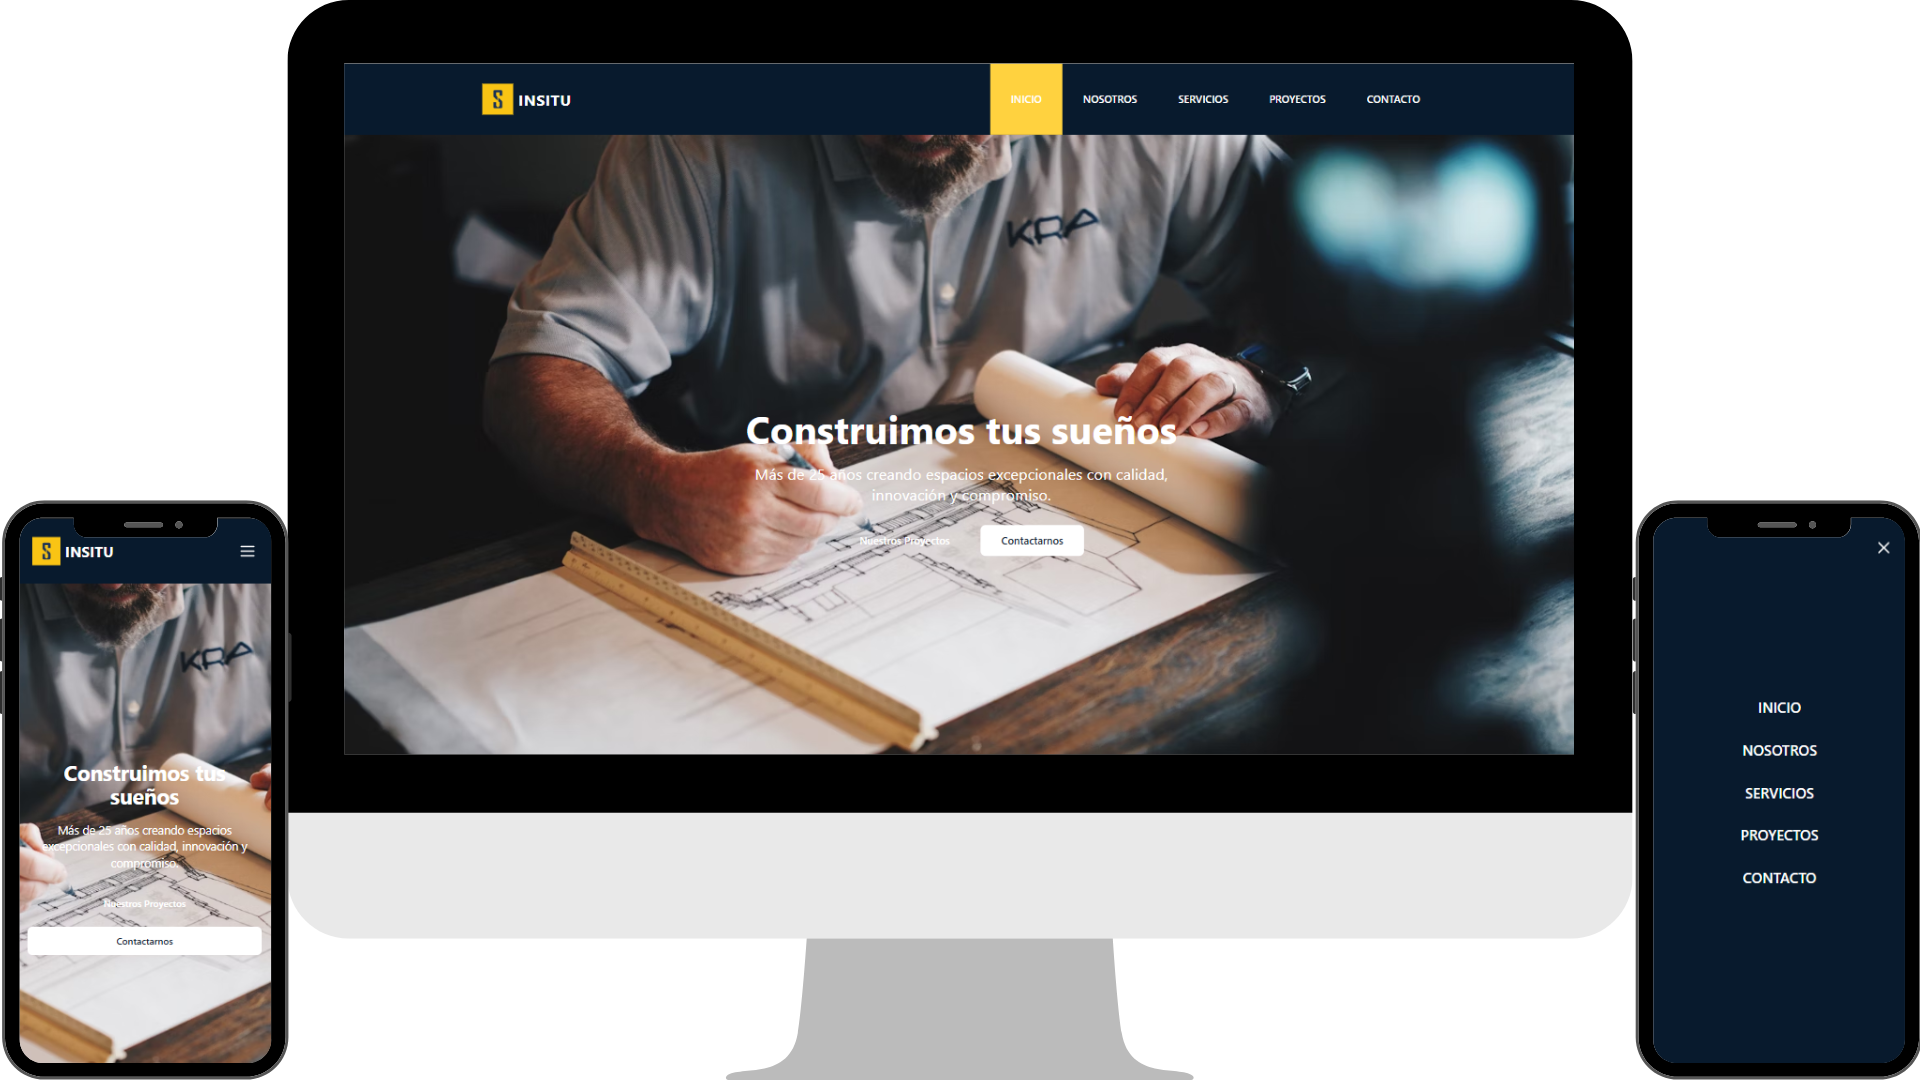 S INSITU
INICIO NOSOTROS SERVICIOS PROYECTOS CONTACTO
KRA
Construimos tus sueños
Más de 25 años creando espacios excepcionales con calidad,
innovación y compromiso.
Nuestros Proyectos Contactarnos
S INSITU
KRA
Construimos tus
sueños
Más de 25 años creando espacios
excepcionales con calidad, innovación y
compromiso.
Nuestros Proyectos
Contactarnos
INICIO
NOSOTROS
SERVICIOS
PROYECTOS
CONTACTO